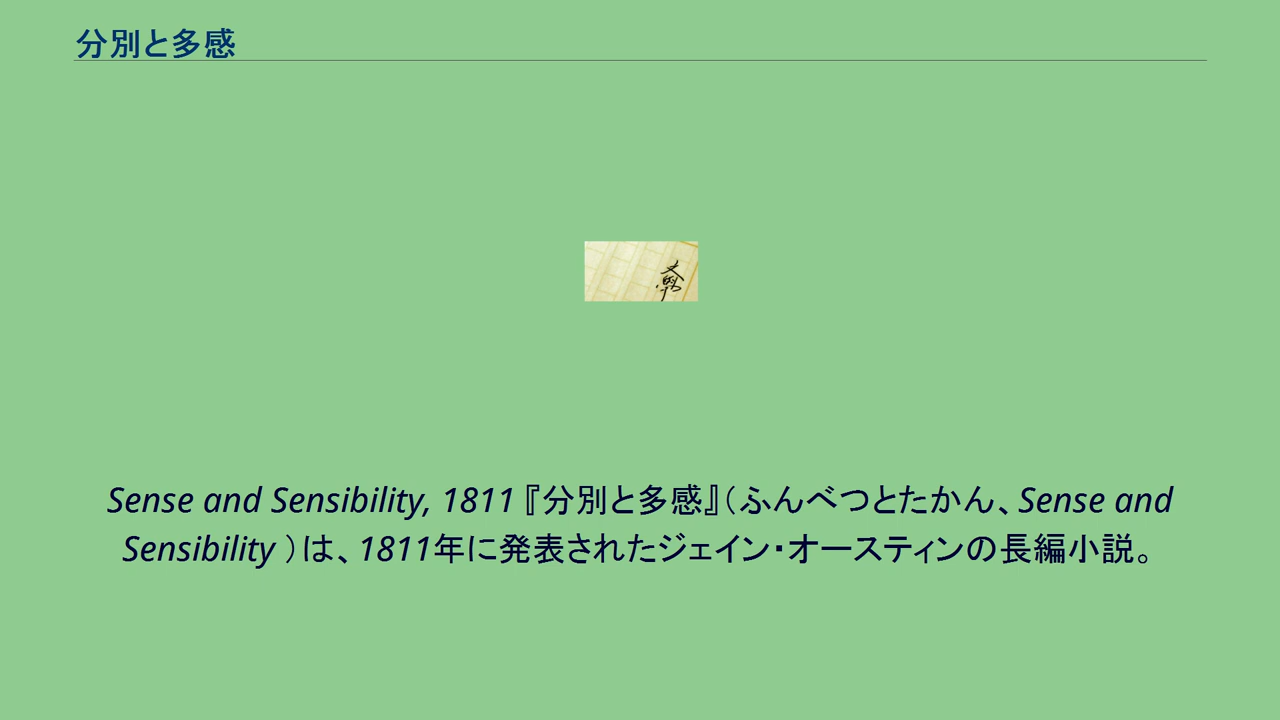 分別と多感
Sense and Sensibility, 1811『分別と多感』（ふんべつとたかん、Sense and
Sensibility ）は、1811年に発表されたジェイン・オースティンの長編小説。